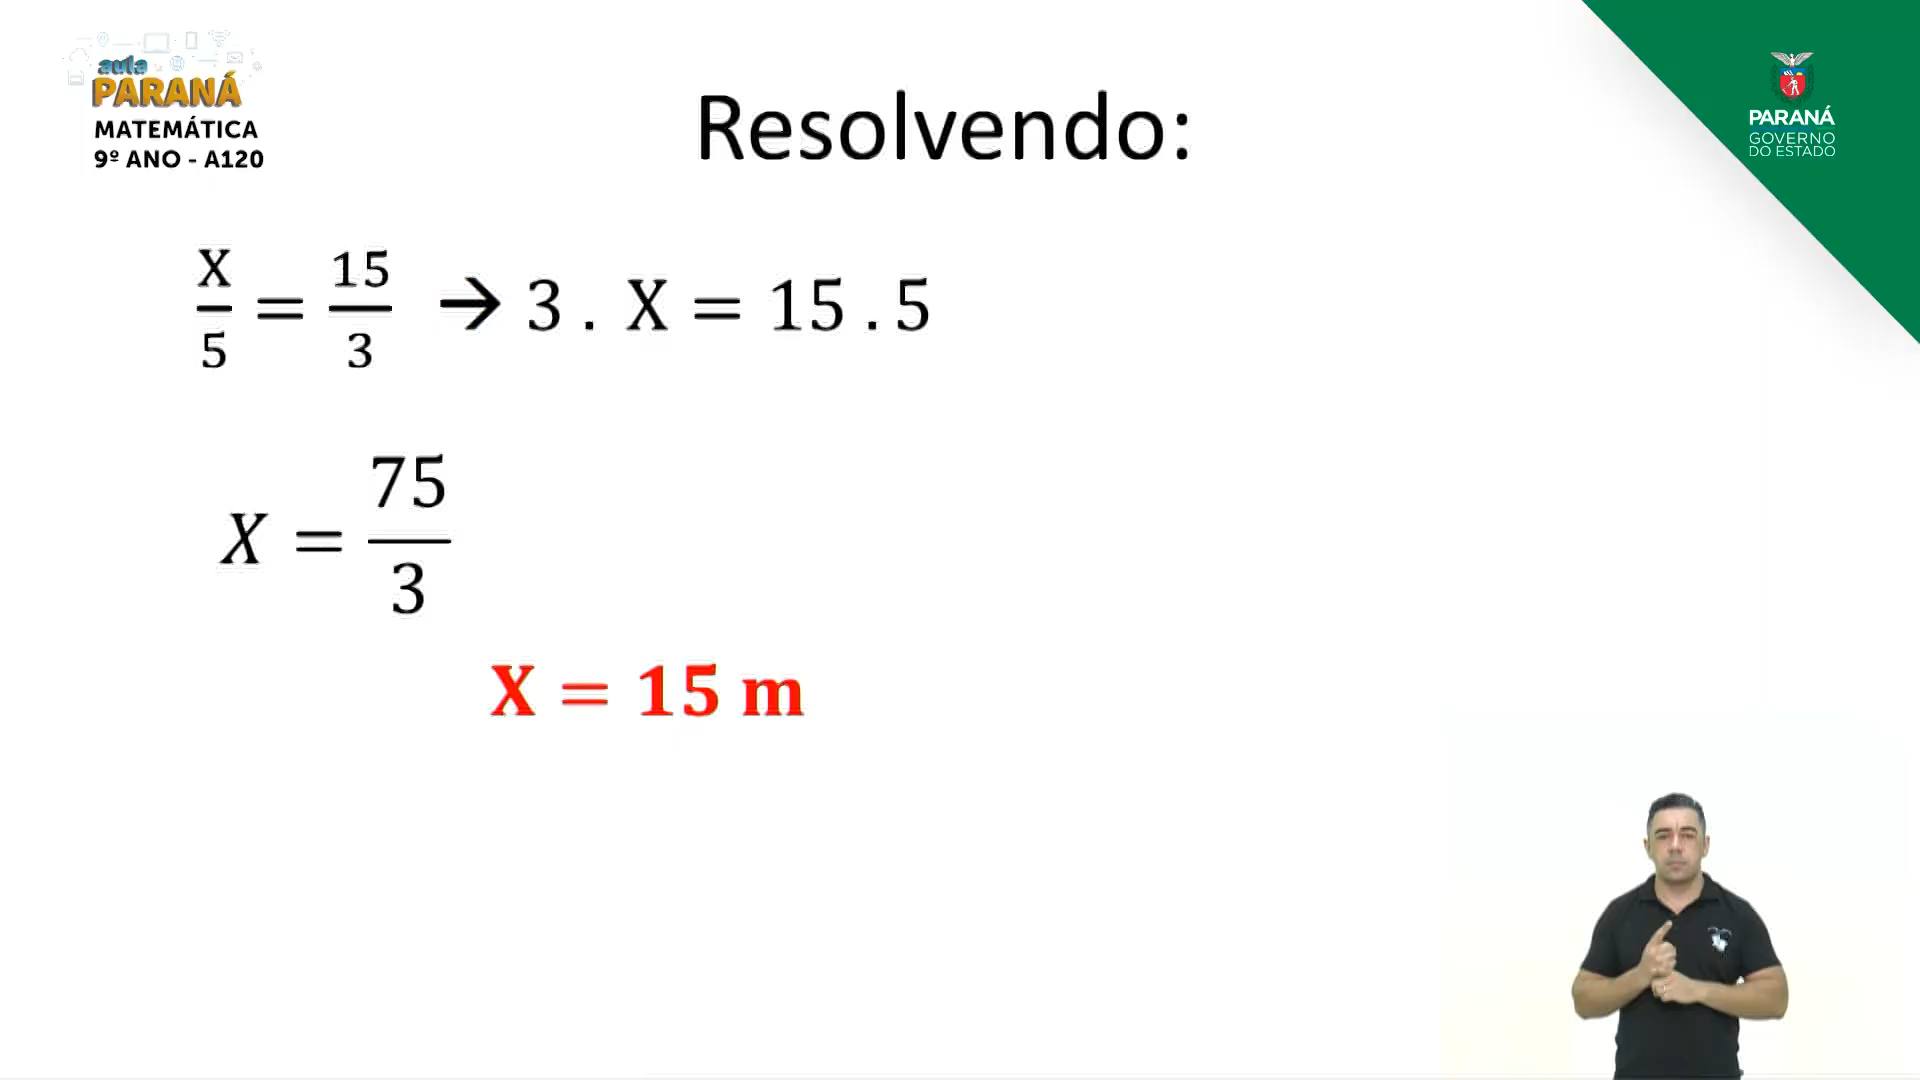 aula
PARANÁ
MATEMÁTICA
9º ANO - A120
Resolvendo:
PARANÁ
GOVERNO
DO ESTADO
X/5 = 15/3 → 3 . X = 15 . 5
X = 75/3
X = 15 m